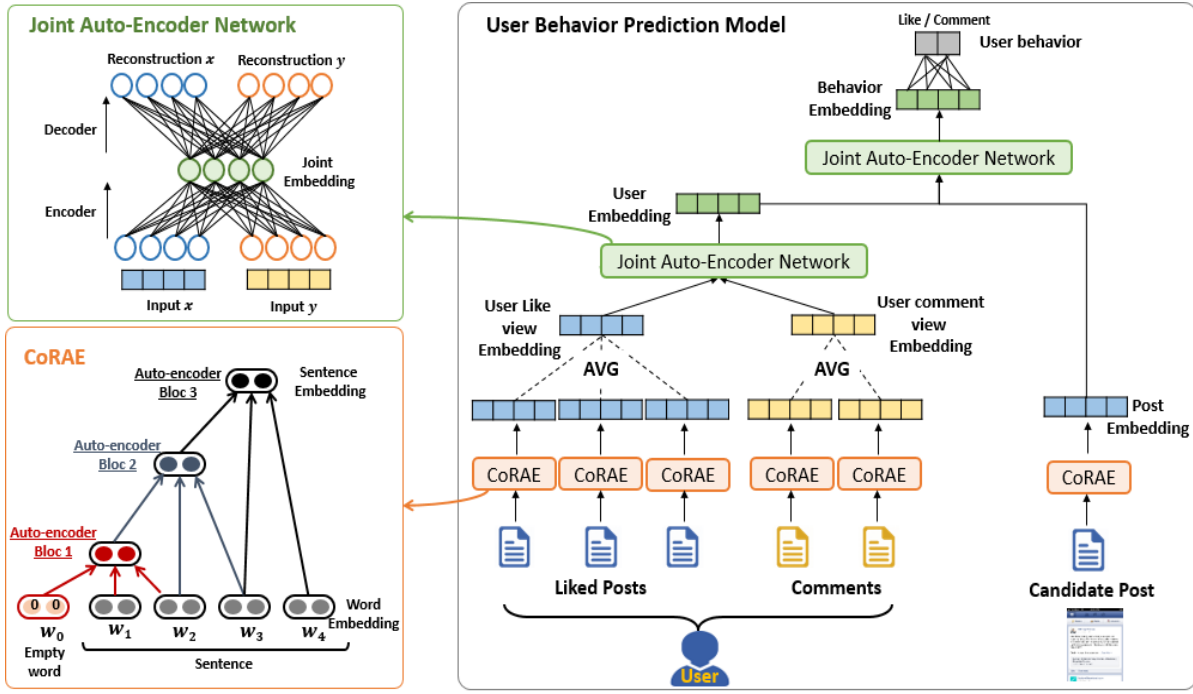 Joint Auto-Encoder Network
Reconstruction x
Reconstruction y
Decoder
Joint
Embedding
Encoder
Input x
Input y
CoRAE
Auto-encoder
Bloc 3
Sentence
Embedding
Auto-encoder
Bloc 2
Auto-encoder
Bloc 1
0 0
Word
Embedding
w0
w1
w2
w3
w4
Empty
word
Sentence
User Behavior Prediction Model
Like / Comment
User behavior
Behavior
Embedding
Joint Auto-Encoder Network
User
Embedding
Joint Auto-Encoder Network
User Like
view
Embedding
User comment
view
Embedding
AVG
AVG
Post
Embedding
CoRAE
CoRAE
CoRAE
CoRAE
CoRAE
CoRAE
Liked Posts
Comments
Candidate Post
User